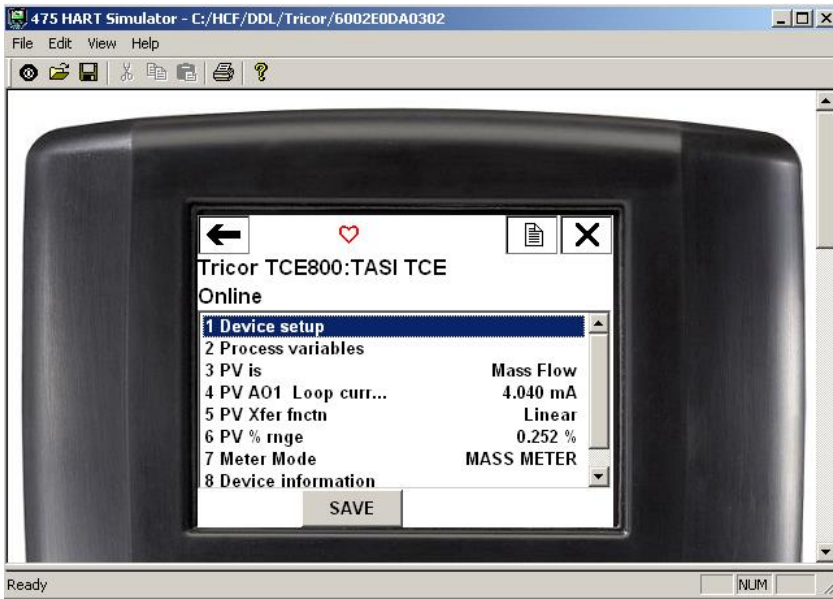 475 HART Simulator - C:/HCF/DDL/Tricor/6002E0DA0302
File Edit View Help
Tricor TCE800:TASI TCE
Online
1 Device setup
2 Process variables
3 PV is Mass Flow
4 PV AO1 Loop curr... 4.040 mA
5 PV Xfer fnctn Linear
6 PV % rnge 0.252 %
7 Meter Mode MASS METER
8 Device information
SAVE
Ready NUM